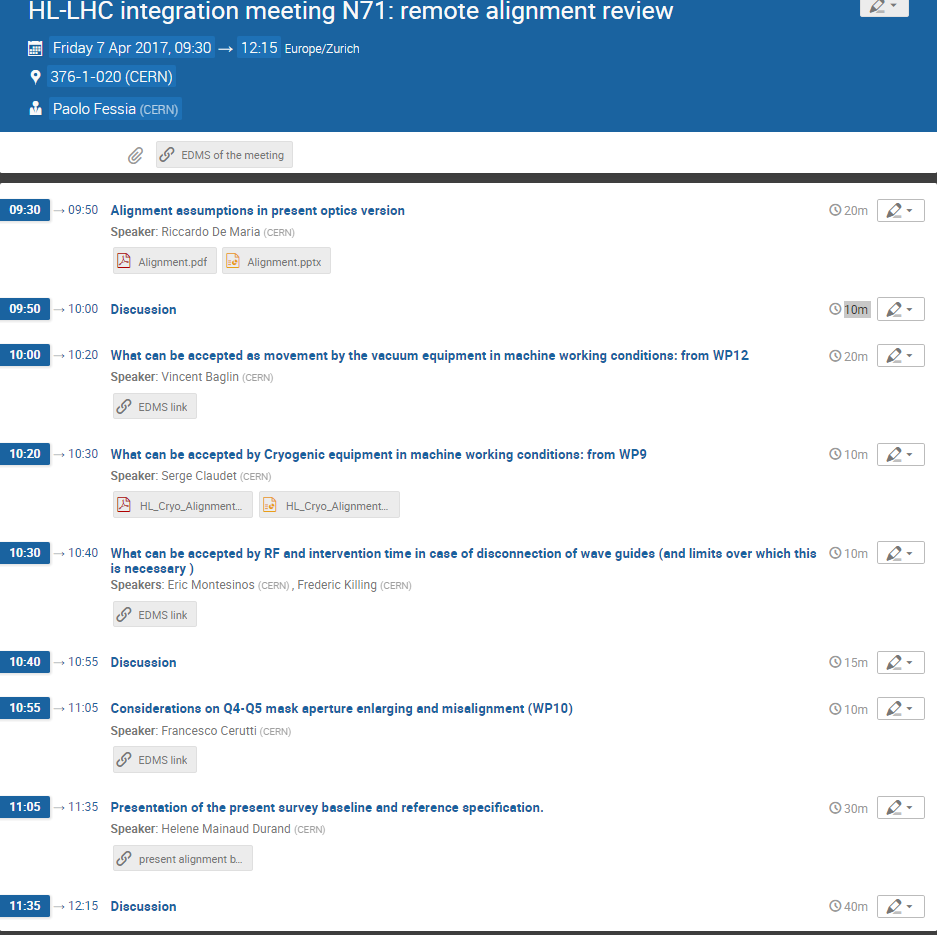 HL-LHC integration meeting N71: remote alignment review
Friday 7 Apr 2017, 09:30 → 12:15 Europe/Zurich
376-1-020 (CERN)
Paolo Fessia (CERN)
EDMS of the meeting
09:30 → 09:50 Alignment assumptions in present optics version 20m
Speaker: Riccardo De Maria (CERN)
Alignment.pdf Alignment.pptx
09:50 → 10:00 Discussion 10m
10:00 → 10:20 What can be accepted as movement by the vacuum equipment in machine working conditions: from WP12 20m
Speaker: Vincent Baglin (CERN)
EDMS link
10:20 → 10:30 What can be accepted by Cryogenic equipment in machine working conditions: from WP9 10m
Speaker: Serge Claudet (CERN)
HL_Cryo_Alignment... HL_Cryo_Alignment...
10:30 → 10:40 What can be accepted by RF and intervention time in case of disconnection of wave guides (and limits over which this 10m
is necessary )
Speakers: Eric Montesinos (CERN) , Frederic Killing (CERN)
EDMS link
10:40 → 10:55 Discussion 15m
10:55 → 11:05 Considerations on Q4-Q5 mask aperture enlarging and misalignment (WP10) 10m
Speaker: Francesco Cerutti (CERN)
EDMS link
11:05 → 11:35 Presentation of the present survey baseline and reference specification. 30m
Speaker: Helene Mainaud Durand (CERN)
present alignment b...
11:35 → 12:15 Discussion 40m